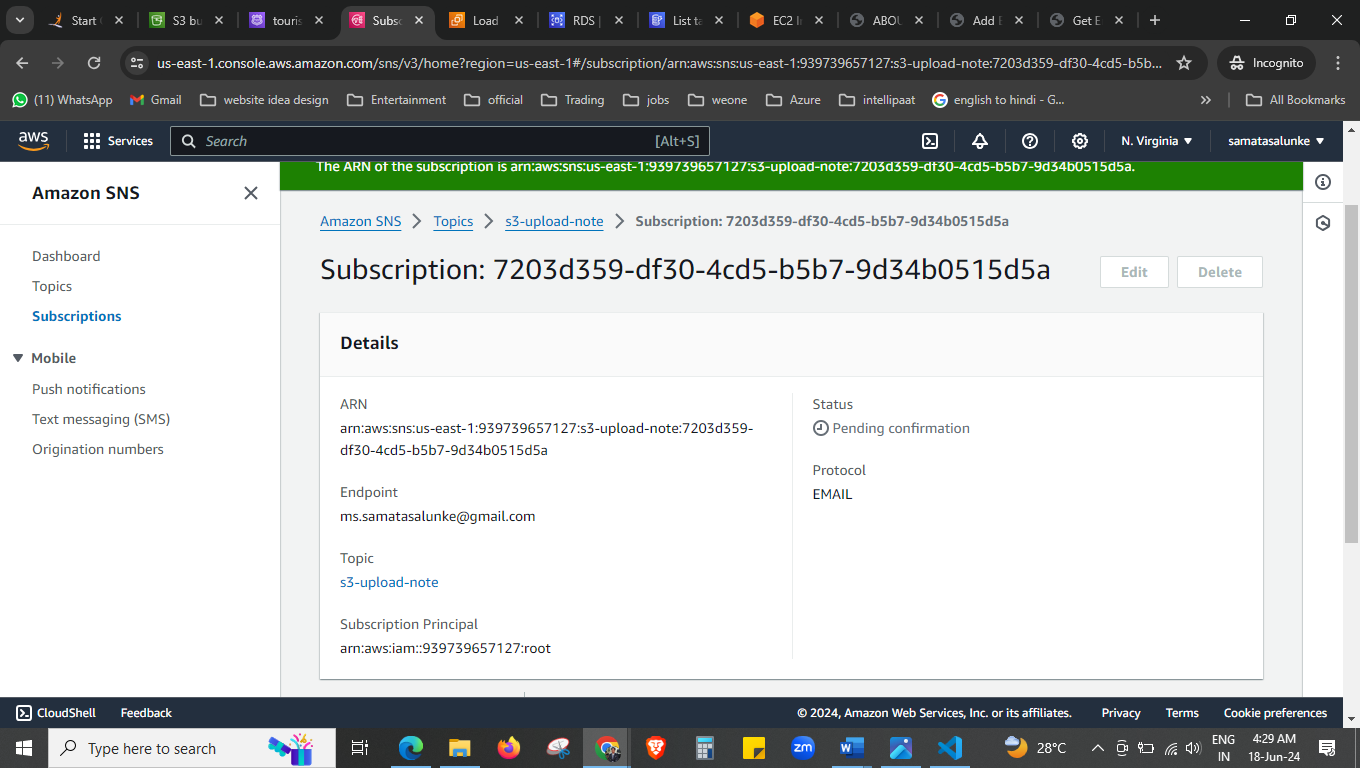 Start
S3 bu
touris
Subsc
Load
RDS |
List ta
EC2 In
ABOU
Add E
Get E
us-east-1.console.aws.amazon.com/sns/v3/home?region=us-east-1#/subscription/arn:aws:sns:us-east-1:939739657127:s3-upload-note:7203d359-df30-4cd5-b5b...
Incognito
(11) WhatsApp
Gmail
website idea design
Entertainment
official
Trading
jobs
weone
Azure
intellipaat
english to hindi - G...
All Bookmarks
aws
Services
Search
[Alt+S]
N. Virginia
samatasalunke
The ARN of the subscription is arn:aws:sns:us-east-1:939739657127:s3-upload-note:7203d359-df30-4cd5-b5b7-9d34b0515d5a.
Amazon SNS
Dashboard
Topics
Subscriptions
Mobile
Push notifications
Text messaging (SMS)
Origination numbers
Amazon SNS
Topics
s3-upload-note
Subscription: 7203d359-df30-4cd5-b5b7-9d34b0515d5a
Subscription: 7203d359-df30-4cd5-b5b7-9d34b0515d5a
Edit
Delete
Details
ARN
arn:aws:sns:us-east-1:939739657127:s3-upload-note:7203d359-
df30-4cd5-b5b7-9d34b0515d5a
Endpoint
ms.samatasalunke@gmail.com
Topic
s3-upload-note
Subscription Principal
arn:aws:iam::939739657127:root
Status
Pending confirmation
Protocol
EMAIL
CloudShell
Feedback
© 2024, Amazon Web Services, Inc. or its affiliates.
Privacy
Terms
Cookie preferences
Type here to search
zm
28°C
ENG
IN
4:29 AM
18-Jun-24